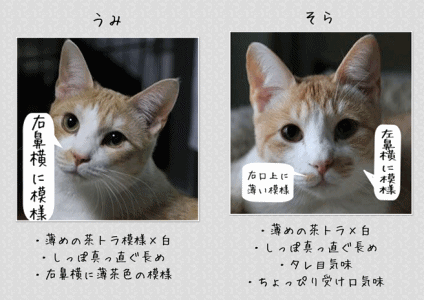 うみ
右鼻横に模様
・薄めの茶トラ模様×白
・しっぽ真っ直ぐ長め
・右鼻横に薄茶色の模様
そら
左鼻横に模様
右口上に
薄い模様
・薄めの茶トラ×白
・しっぽ真っ直ぐ長め
・タレ目気味
・ちょっぴり受け口気味